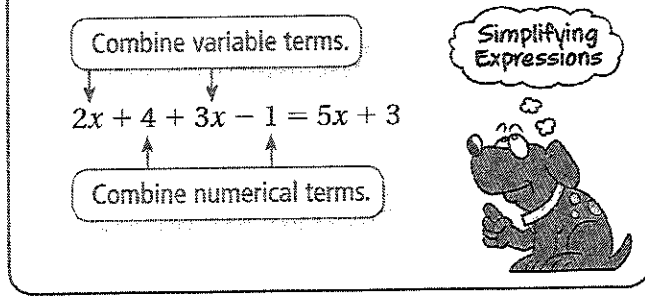 Combine variable terms.
2x + 4 + 3x − 1 = 5x + 3
Combine numerical terms.
Simplifying
Expressions